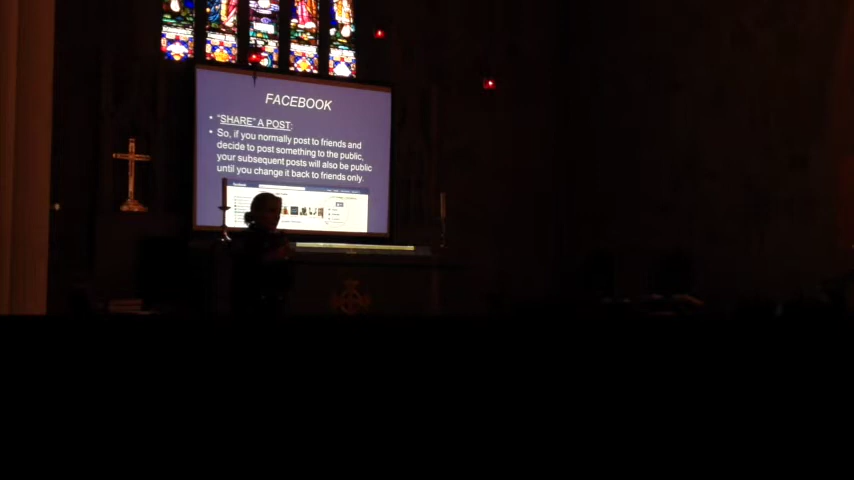 FACEBOOK
• "SHARE" A POST:
• So, if you normally post to friends and
decide to post something to the public,
your subsequent posts will also be public
until you change it back to friends only.